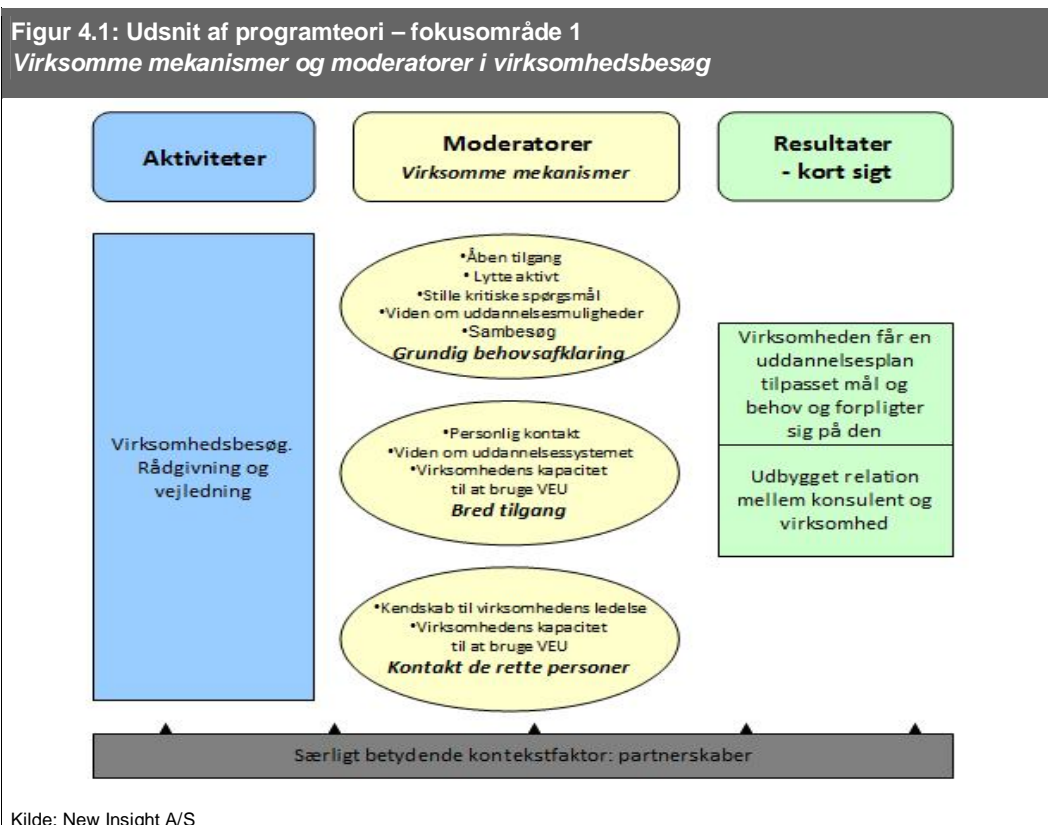 Figur 4.1: Udsnit af programteori – fokusområde 1
Virksomme mekanismer og moderatorer i virksomhedsbesøg
Aktiviteter
Moderatorer
Virksomme mekanismer
Resultater
- kort sigt
Virksomhedsbesøg.
Rådgivning og
vejledning
•Åben tilgang
• Lytte aktivt
•Stille kritiske spørgsmål
•Viden om uddannelsesmuligheder
•Sambesøg
Grundig behovsafklaring
•Personlig kontakt
•Viden om uddannelsessystemet
•Virksomhedens kapacitet
til at bruge VEU
Bred tilgang
•Kendskab til virksomhedens ledelse
•Virksomhedens kapacitet
til at bruge VEU
Kontakt de rette personer
Virksomheden får en
uddannelsesplan
tilpasset mål og
behov og forpligter
sig på den
Udbygget relation
mellem konsulent og
virksomhed
Særligt betydende kontekstfaktor: partnerskaber
Kilde: New Insight A/S